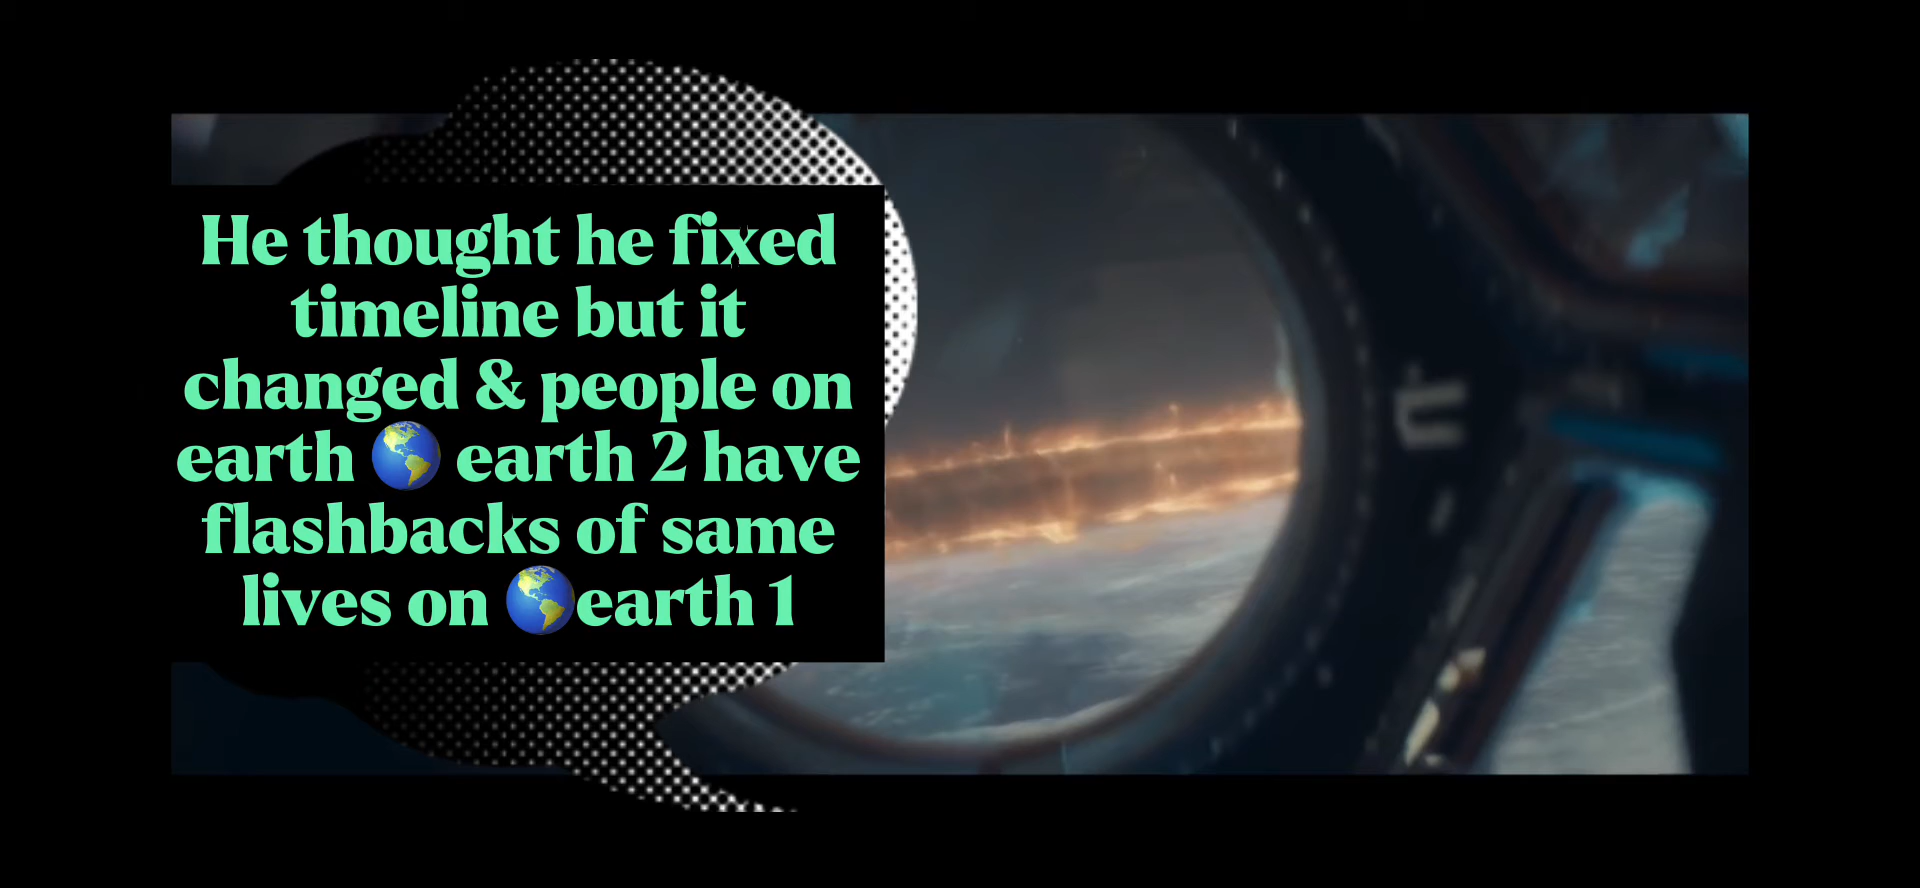 He thought he fixed
timeline but it
changed & people on
earth 🌎 earth 2 have
flashbacks of same
lives on 🌎earth 1